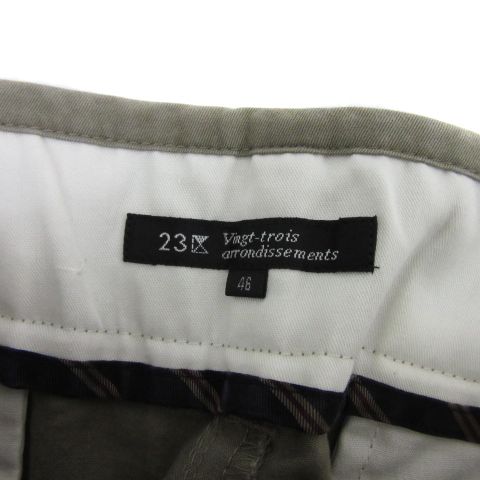 23区 Vingt-trois
arrondissements
46